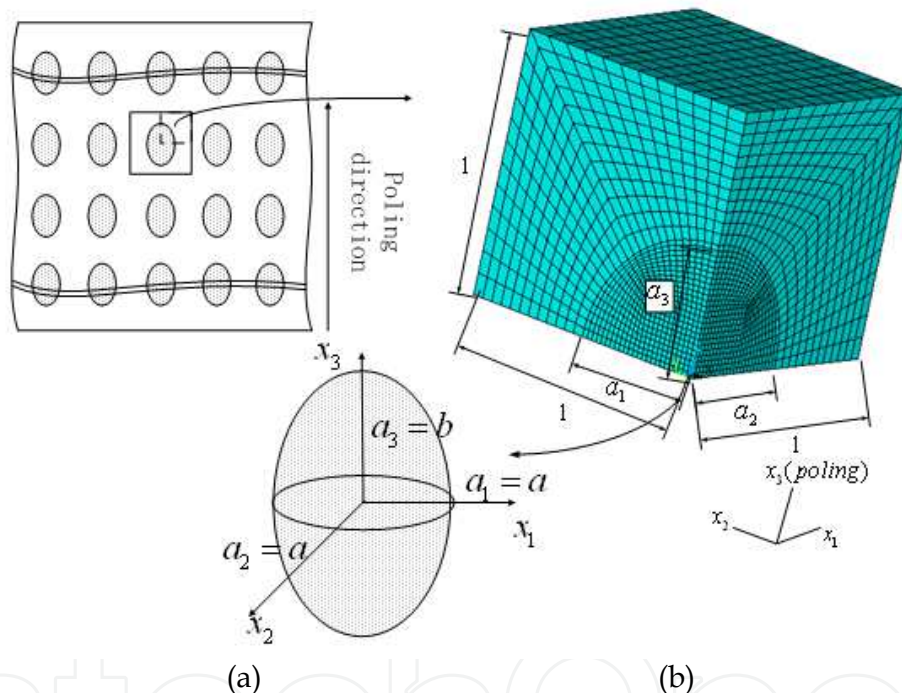 Poling
direction
x₃
a₃ = b
a₁ = a
x₁
a₂ = a
x₂
(a)
1
a₃
a₁
1
a₂
1
x₃(poling)
x₂
x₁
(b)